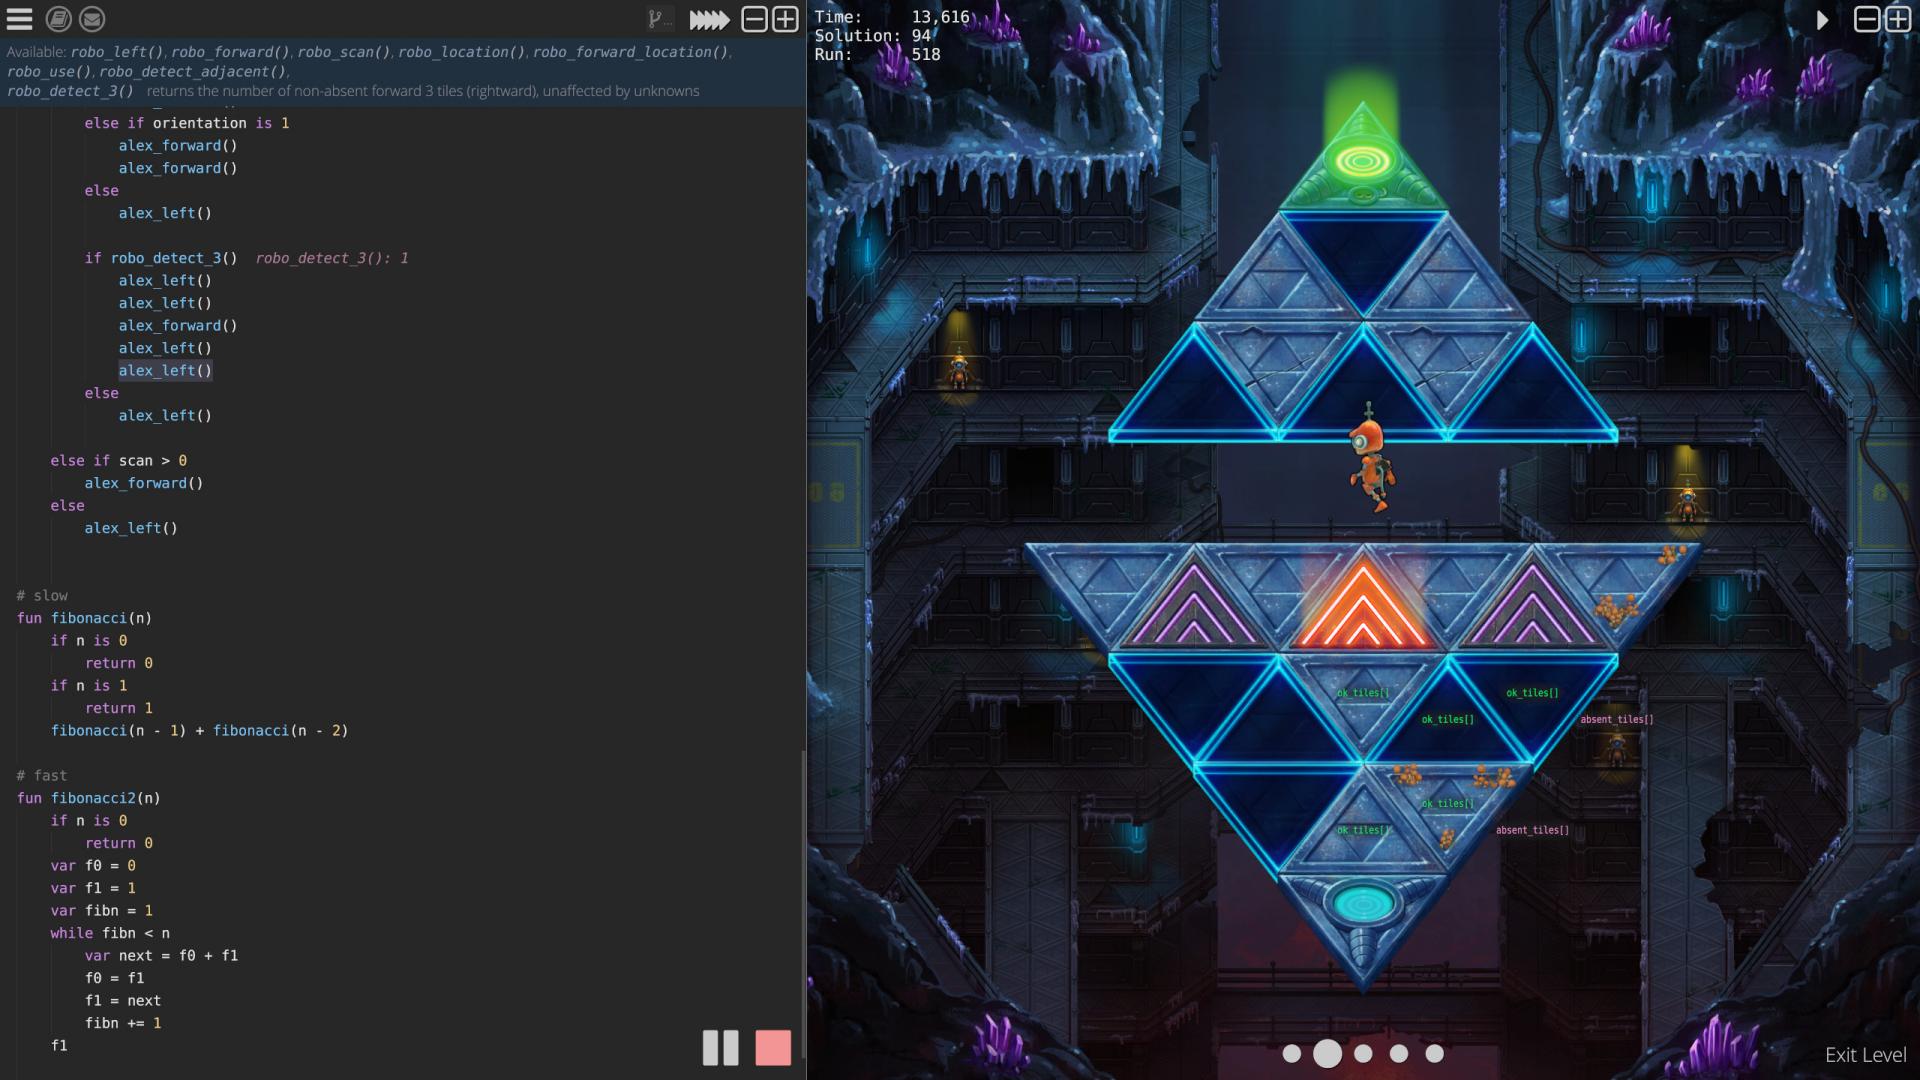 Available: robo_left(), robo_forward(), robo_scan(), robo_location(), robo_forward_location(),
robo_use(), robo_detect_adjacent(),
robo_detect_3() returns the number of non-absent forward 3 tiles (rightward), unaffected by unknowns
else if orientation is 1
alex_forward()
alex_forward()
else
alex_left()
if robo_detect_3() robo_detect_3(): 1
alex_left()
alex_left()
alex_forward()
alex_left()
alex_left()
else
alex_left()
else if scan > 0
alex_forward()
else
alex_left()
# slow
fun fibonacci(n)
if n is 0
return 0
if n is 1
return 1
fibonacci(n - 1) + fibonacci(n - 2)
# fast
fun fibonacci2(n)
if n is 0
return 0
var f0 = 0
var f1 = 1
var fibn = 1
while fibn < n
var next = f0 + f1
f0 = f1
f1 = next
fibn += 1
f1
Time: 13,616
Solution: 94
Run: 518
ok_tiles[]
ok_tiles[]
ok_tiles[]
absent_tiles[]
ok_tiles[]
ok_tiles[]
absent_tiles[]
Exit Level